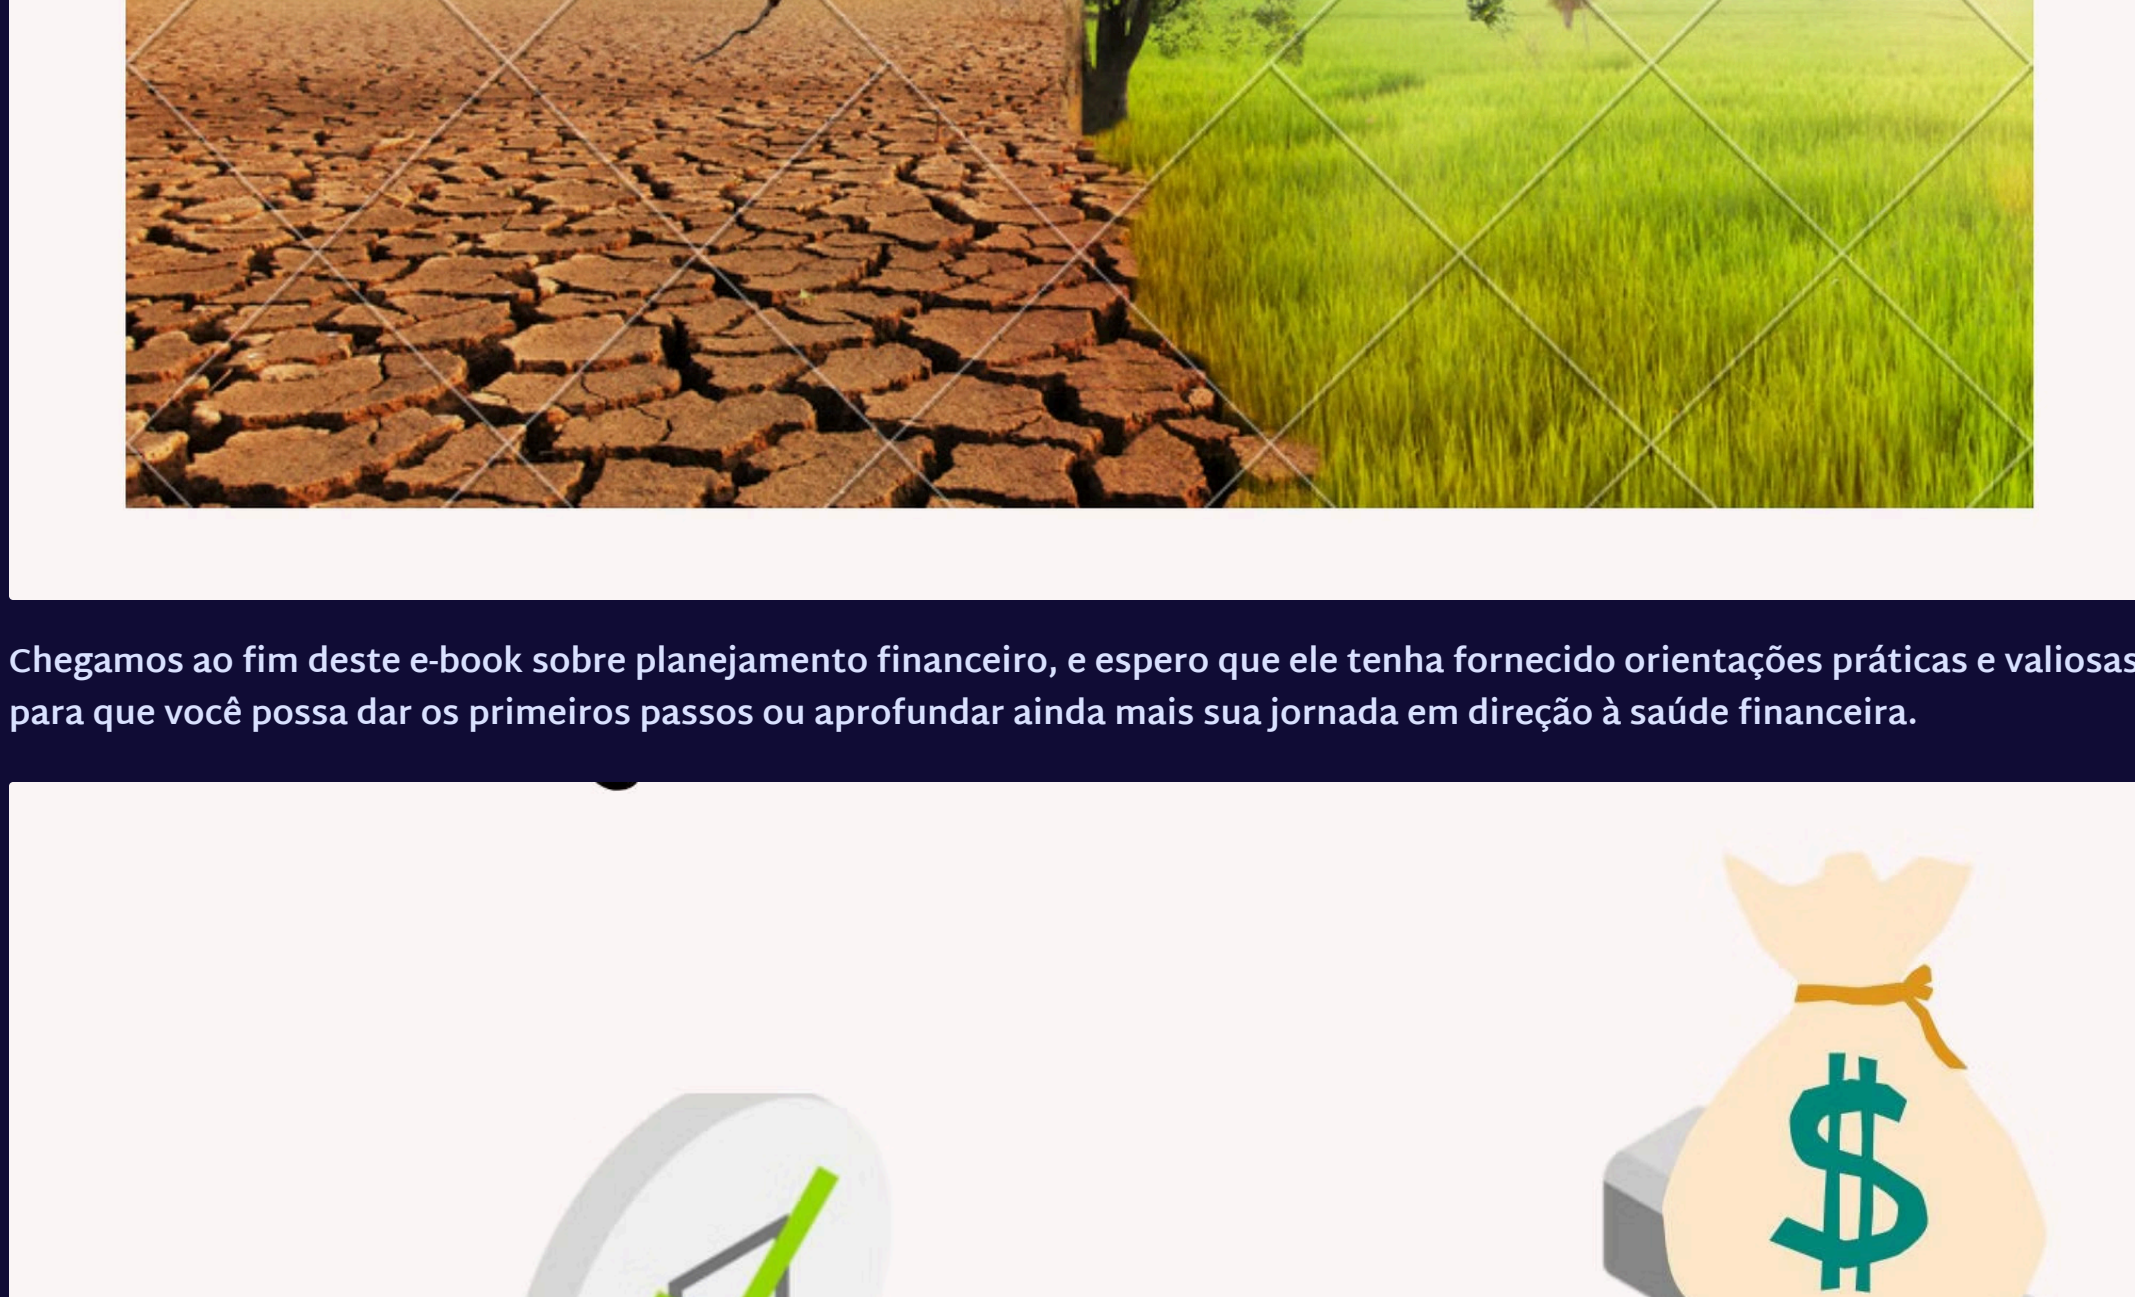 Chegamos ao fim deste e-book sobre planejamento financeiro, e espero que ele tenha fornecido orientações práticas e valiosas
para que você possa dar os primeiros passos ou aprofundar ainda mais sua jornada em direção à saúde financeira.
$